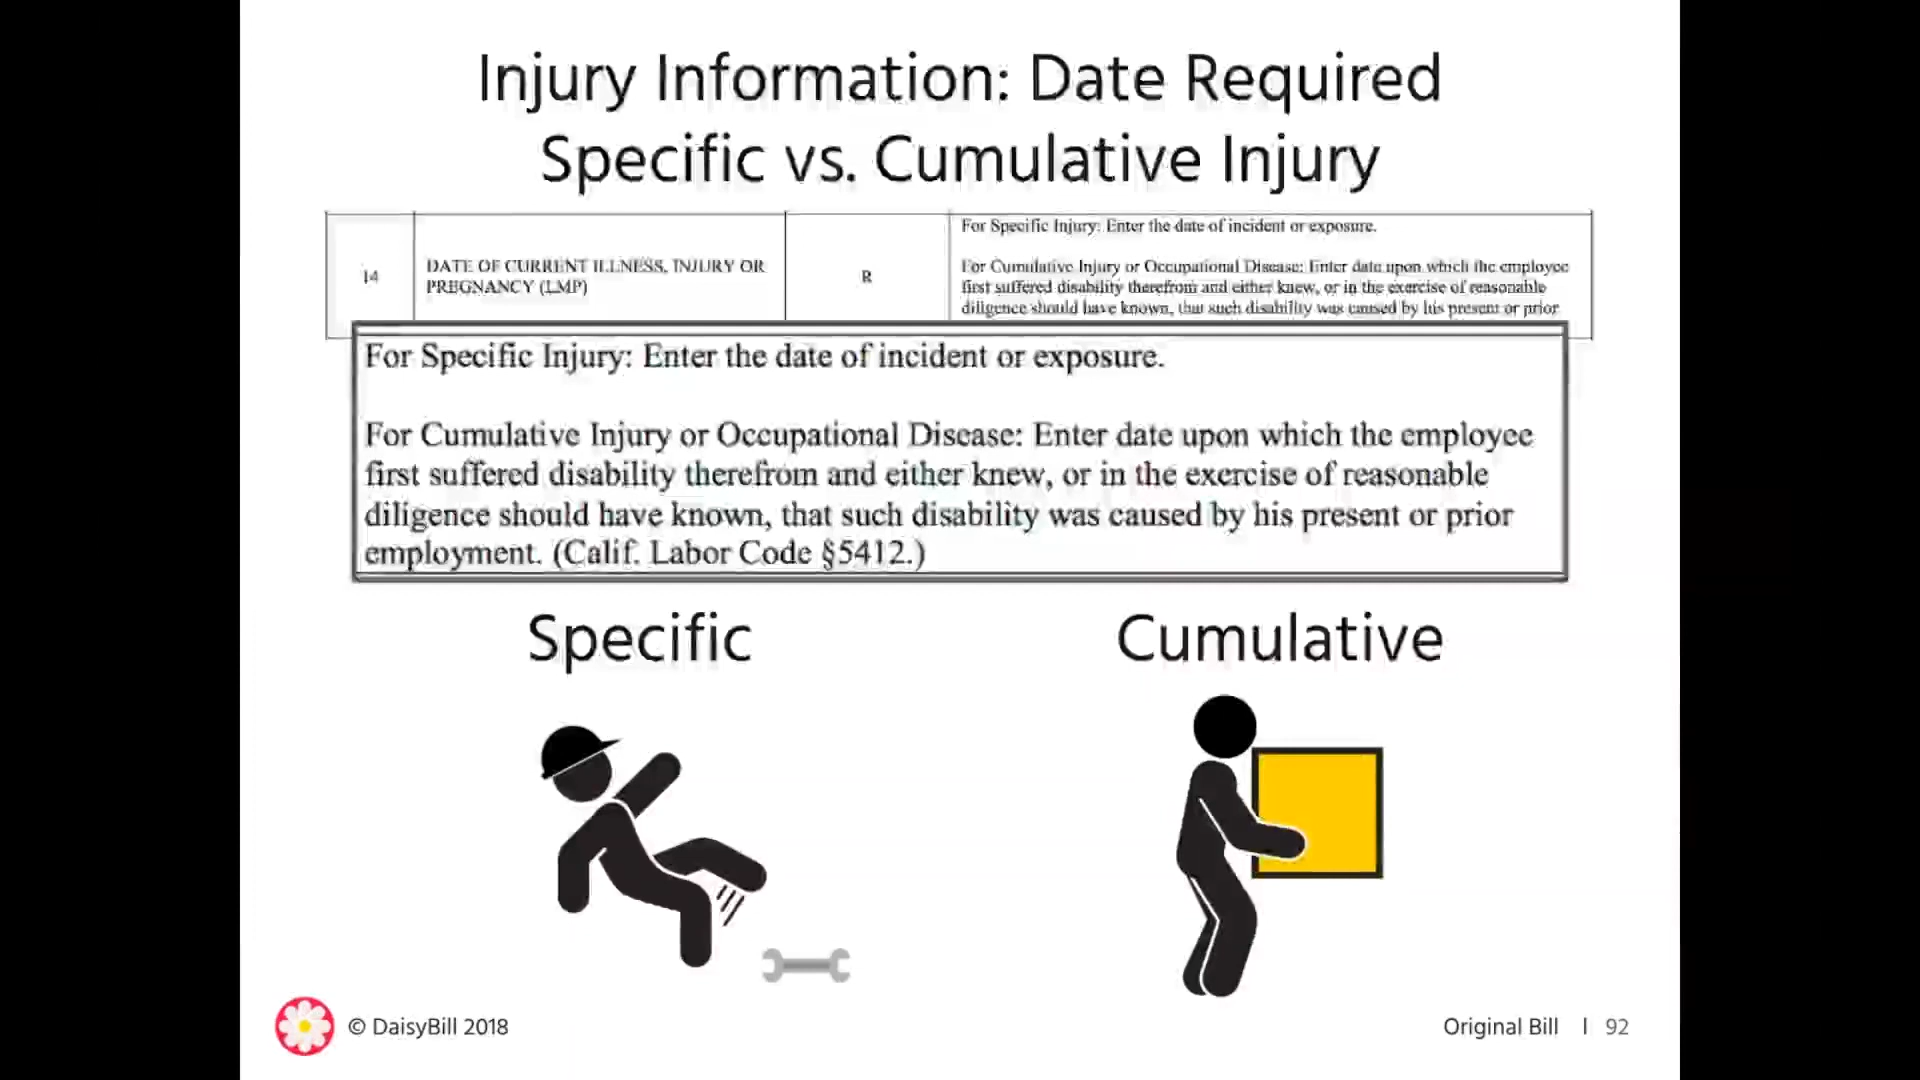 Injury Information: Date Required
Specific vs. Cumulative Injury
14
DATE OF CURRENT ILLNESS, INJURY OR
PREGNANCY (LMP)
R
For Specific Injury: Enter the date of incident or exposure.
For Cumulative Injury or Occupational Disease: Enter date upon which the employee
first suffered disability therefrom and either knew, or in the exercise of reasonable
diligence should have known, that such disability was caused by his present or prior
For Specific Injury: Enter the date of incident or exposure.
For Cumulative Injury or Occupational Disease: Enter date upon which the employee
first suffered disability therefrom and either knew, or in the exercise of reasonable
diligence should have known, that such disability was caused by his present or prior
employment. (Calif. Labor Code §5412.)
Specific
Cumulative
© DaisyBill 2018
Original Bill | 92